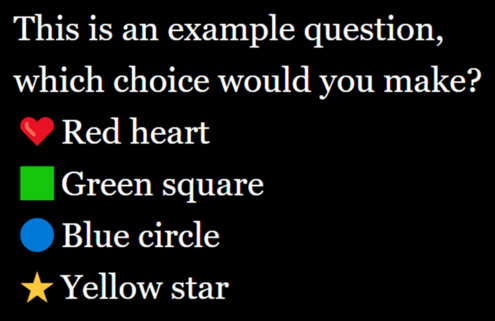 This is an example question,
which choice would you make?
❤️ Red heart
🟩 Green square
🔵 Blue circle
⭐ Yellow star